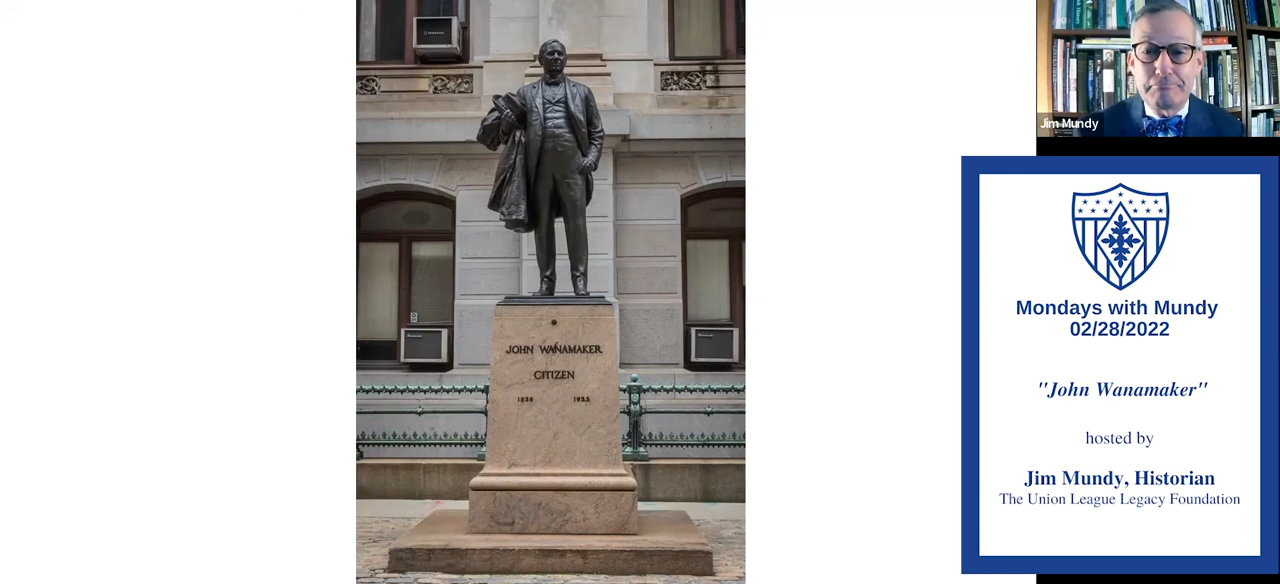 JOHN WANAMAKER
CITIZEN
1838 1922
Jim Mundy
Mondays with Mundy
02/28/2022
"John Wanamaker"
hosted by
Jim Mundy, Historian
The Union League Legacy Foundation